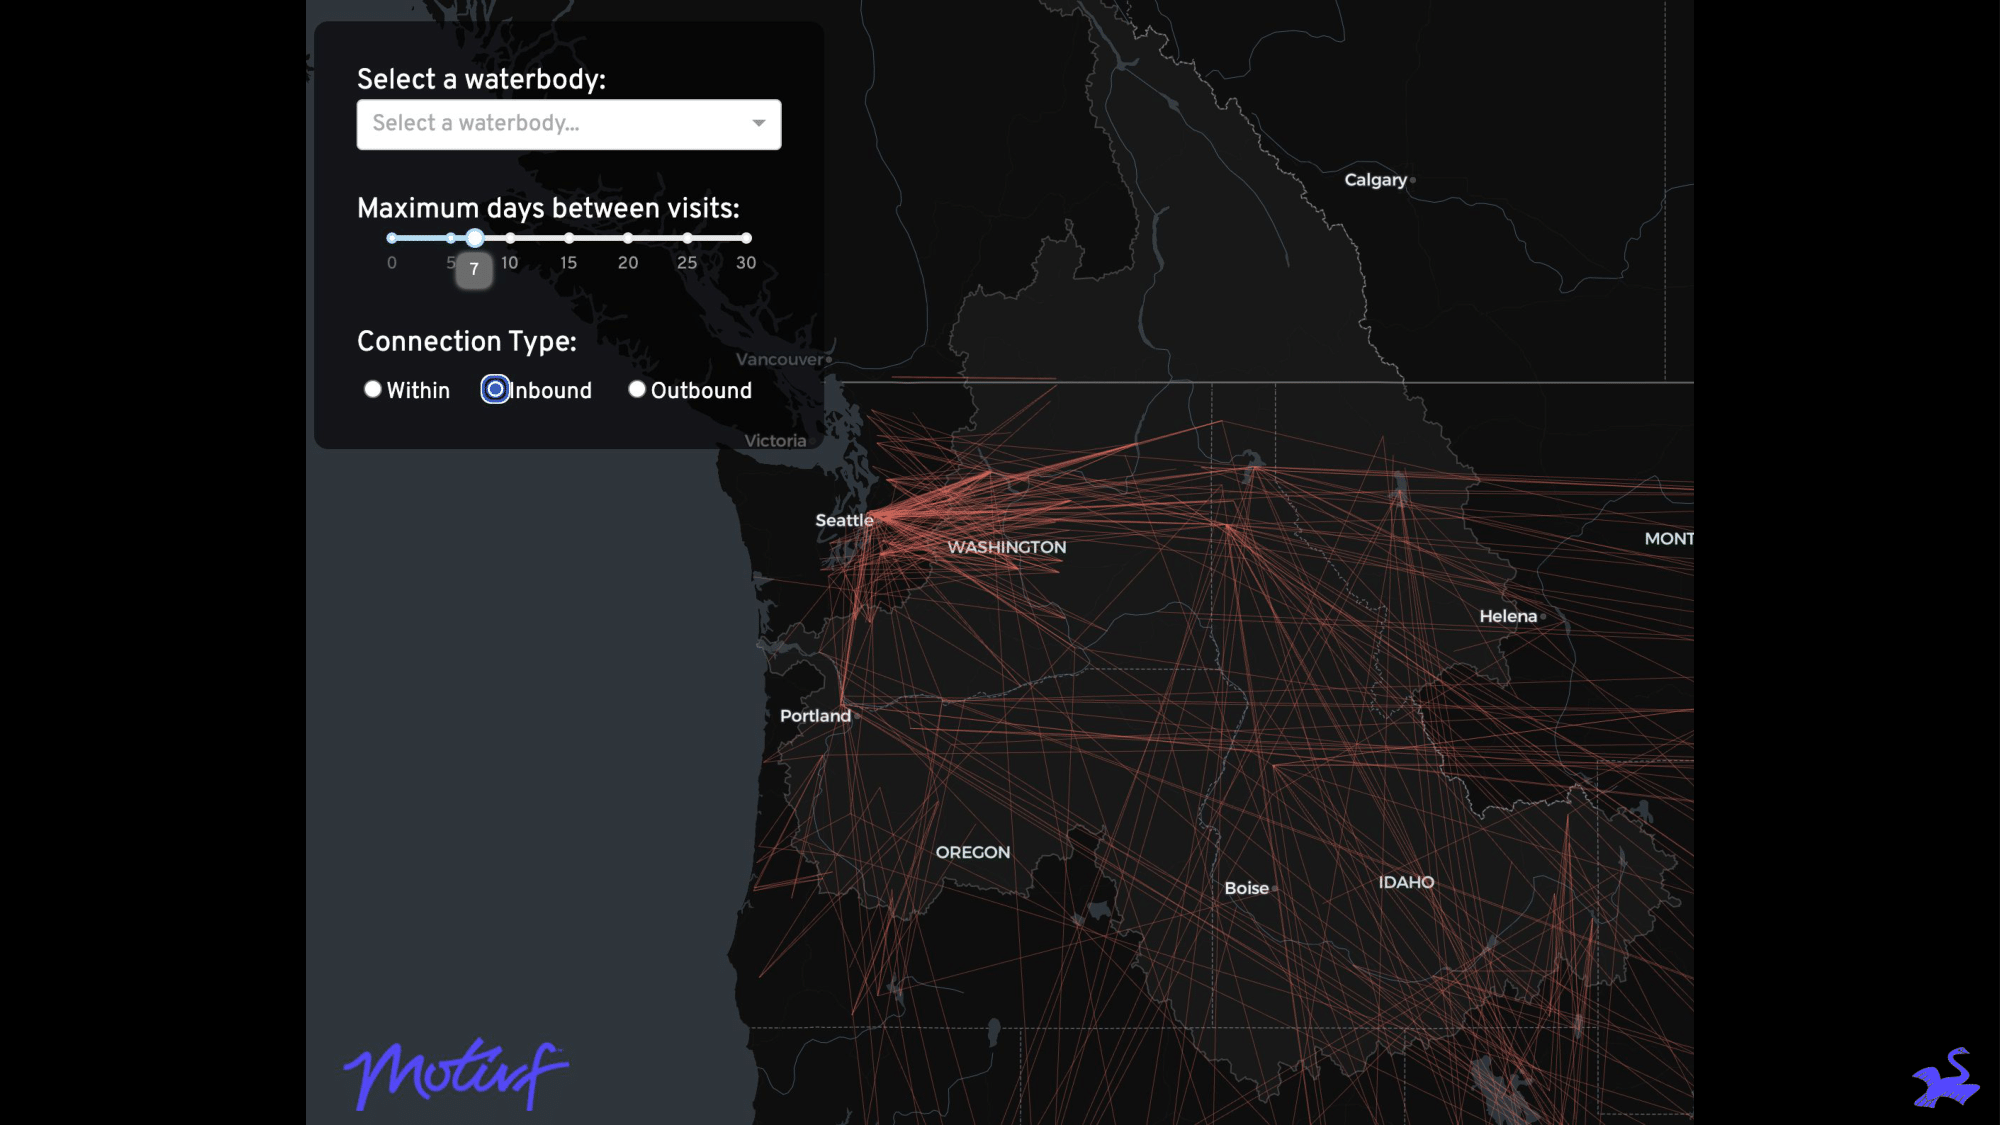 Select a waterbody:
Select a waterbody...
Maximum days between visits:
0 5 7 10 15 20 25 30
Connection Type:
Within Inbound Outbound
Calgary
Vancouver
Victoria
Seattle
WASHINGTON
MONT
Helena
Portland
OREGON
Boise
IDAHO
Motivf